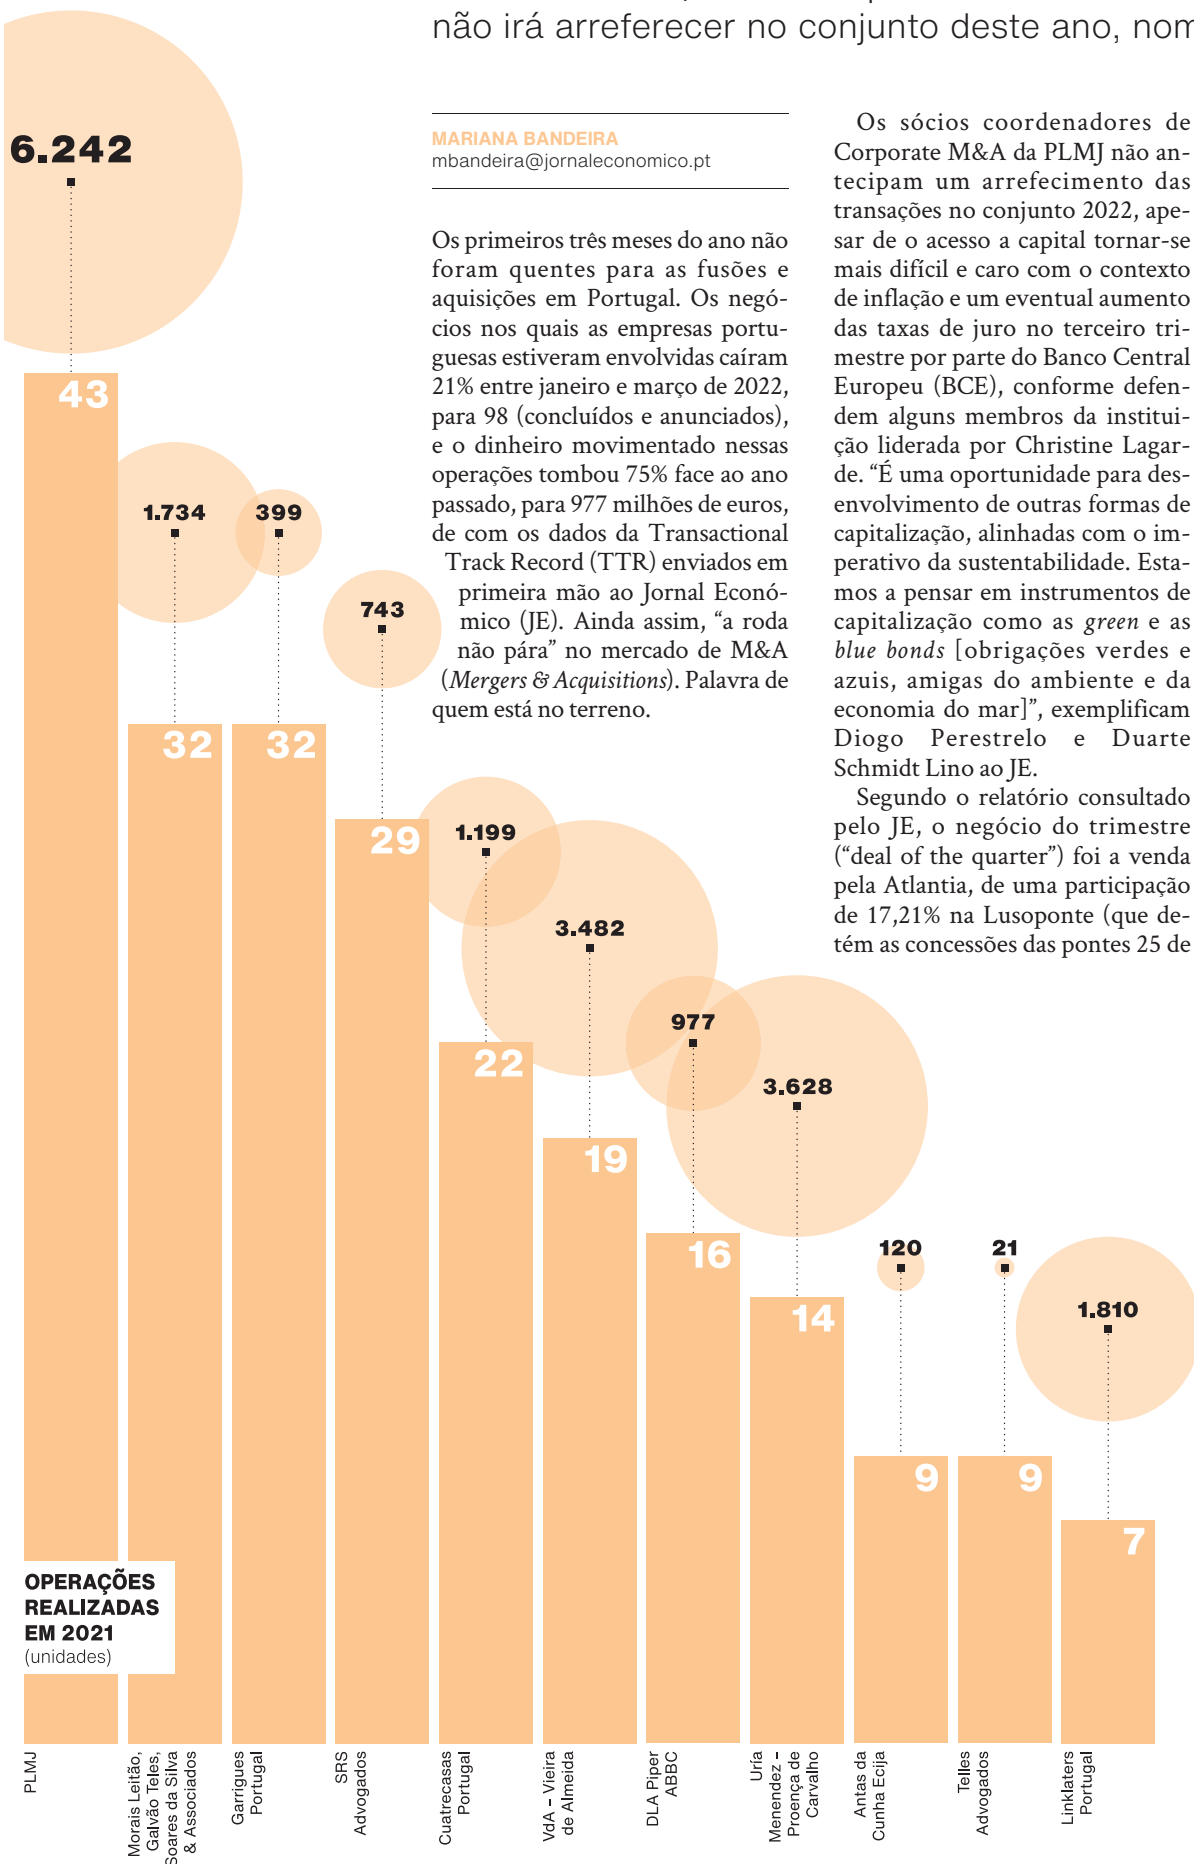 não irá arreferecer no conjunto deste ano, nom
MARIANA BANDEIRA
mbandeira@jornaleconomico.pt
Os primeiros três meses do ano não
foram quentes para as fusões e
aquisições em Portugal. Os negó-
cios nos quais as empresas portu-
guesas estiveram envolvidas caíram
21% entre janeiro e março de 2022,
para 98 (concluídos e anunciados),
e o dinheiro movimentado nessas
operações tombou 75% face ao ano
passado, para 977 milhões de euros,
de com os dados da Transactional
Track Record (TTR) enviados em
primeira mão ao Jornal Econó-
mico (JE). Ainda assim, “a roda
não pára” no mercado de M&A
(Mergers & Acquisitions). Palavra de
quem está no terreno.
Os sócios coordenadores de
Corporate M&A da PLMJ não an-
tecipam um arrefecimento das
transações no conjunto 2022, ape-
sar de o acesso a capital tornar-se
mais difícil e caro com o contexto
de inflação e um eventual aumento
das taxas de juro no terceiro tri-
mestre por parte do Banco Central
Europeu (BCE), conforme defen-
dem alguns membros da institui-
ção liderada por Christine Lagar-
de. “É uma oportunidade para des-
envolvimento de outras formas de
capitalização, alinhadas com o im-
perativo da sustentabilidade. Esta-
mos a pensar em instrumentos de
capitalização como as green e as
blue bonds [obrigações verdes e
azuis, amigas do ambiente e da
economia do mar]”, exemplificam
Diogo Perestrelo e Duarte
Schmidt Lino ao JE.
Segundo o relatório consultado
pelo JE, o negócio do trimestre
(“deal of the quarter”) foi a venda
pela Atlantia, de uma participação
de 17,21% na Lusoponte (que de-
tém as concessões das pontes 25 de
6.242
43
1.734
32
399
32
743
29
1.199
22
3.482
19
977
16
3.628
14
120
9
21
9
1.810
7
OPERAÇÕES
REALIZADAS
EM 2021
(unidades)
PLMJ
Morais Leitão,
Galvão Teles,
Soares da Silva
& Associados
Garrigues
Portugal
SRS
Advogados
Cuatrecasas
Portugal
VdA – Vieira
de Almeida
DLA Piper
ABBC
Uría
Menendez –
Proença de
Carvalho
Antas da
Cunha Ecija
Telles
Advogados
Linklaters
Portugal